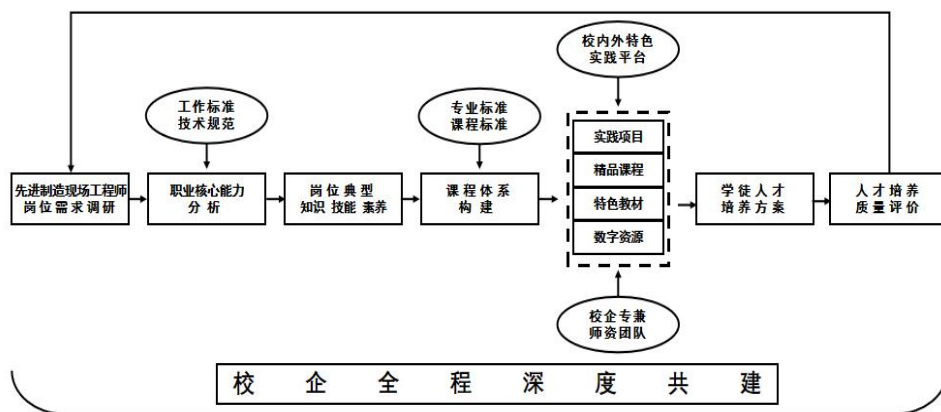 校内外特色
实践平台
工作标准
技术规范
专业标准
课程标准
先进制造现场工程师
岗位需求调研
职业核心能力
分析
岗位典型
知识 技能 素养
课程体系
构建
实践项目
精品课程
特色教材
数字资源
学徒人才
培养方案
人才培养
质量评价
校企专兼
师资团队
校企全程深度共建